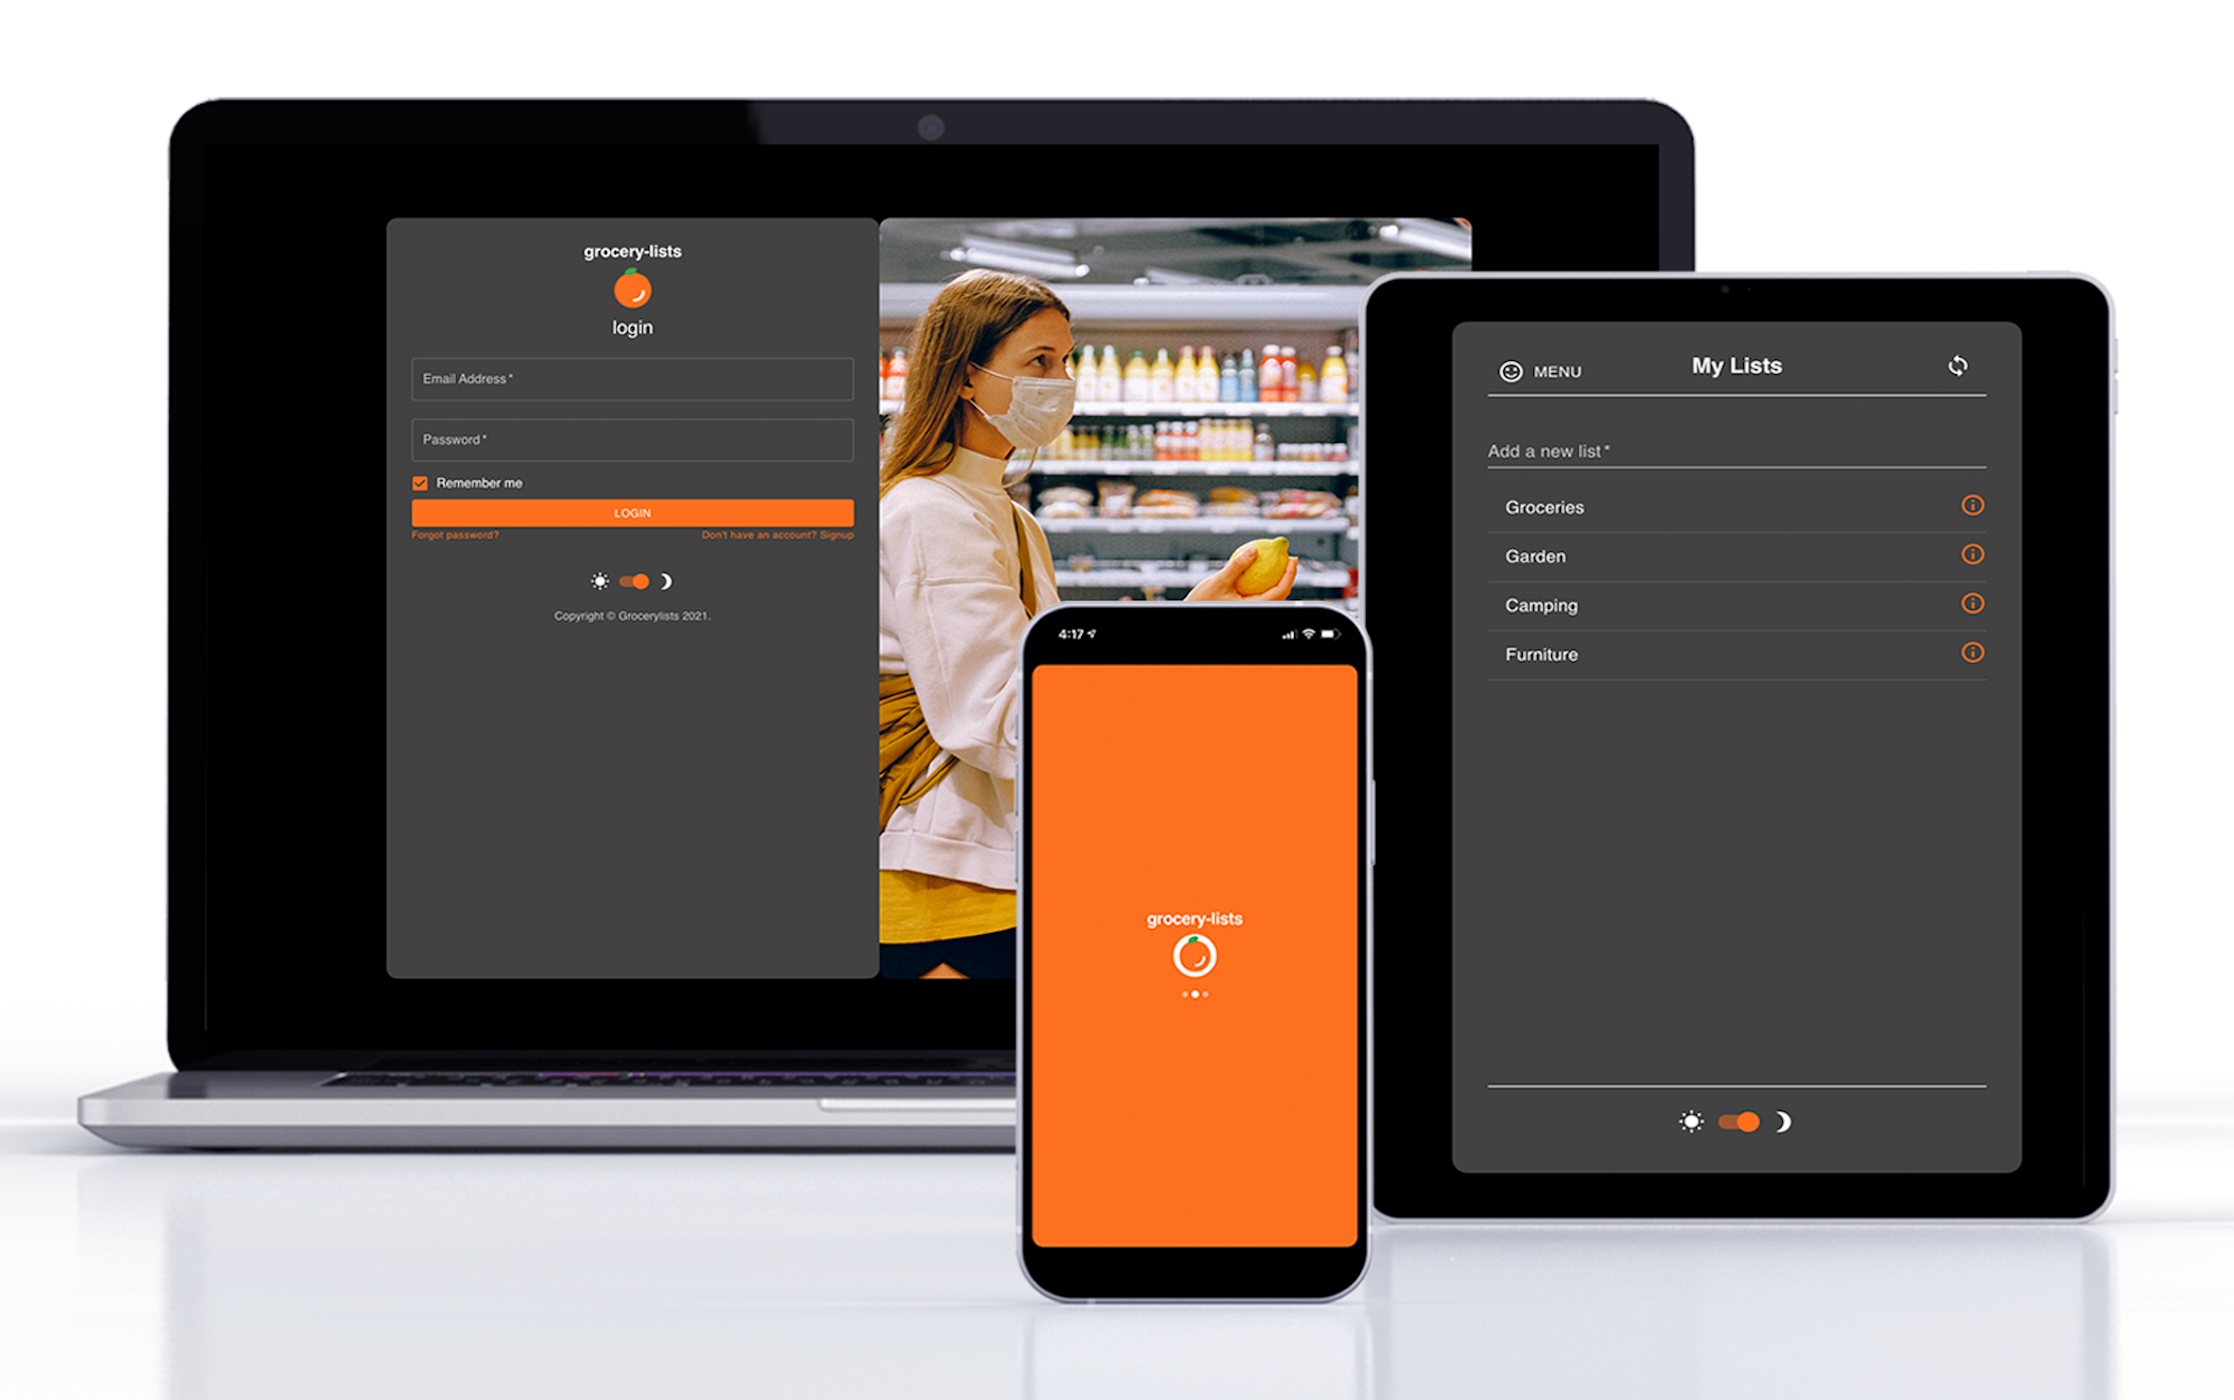 grocery-lists
login
Email Address *
Password *
Remember me
LOGIN
Forgot password?
Don't have an account? Signup
Copyright © Grocerylists 2021.
4:17
grocery-lists
MENU
My Lists
Add a new list *
Groceries
Garden
Camping
Furniture